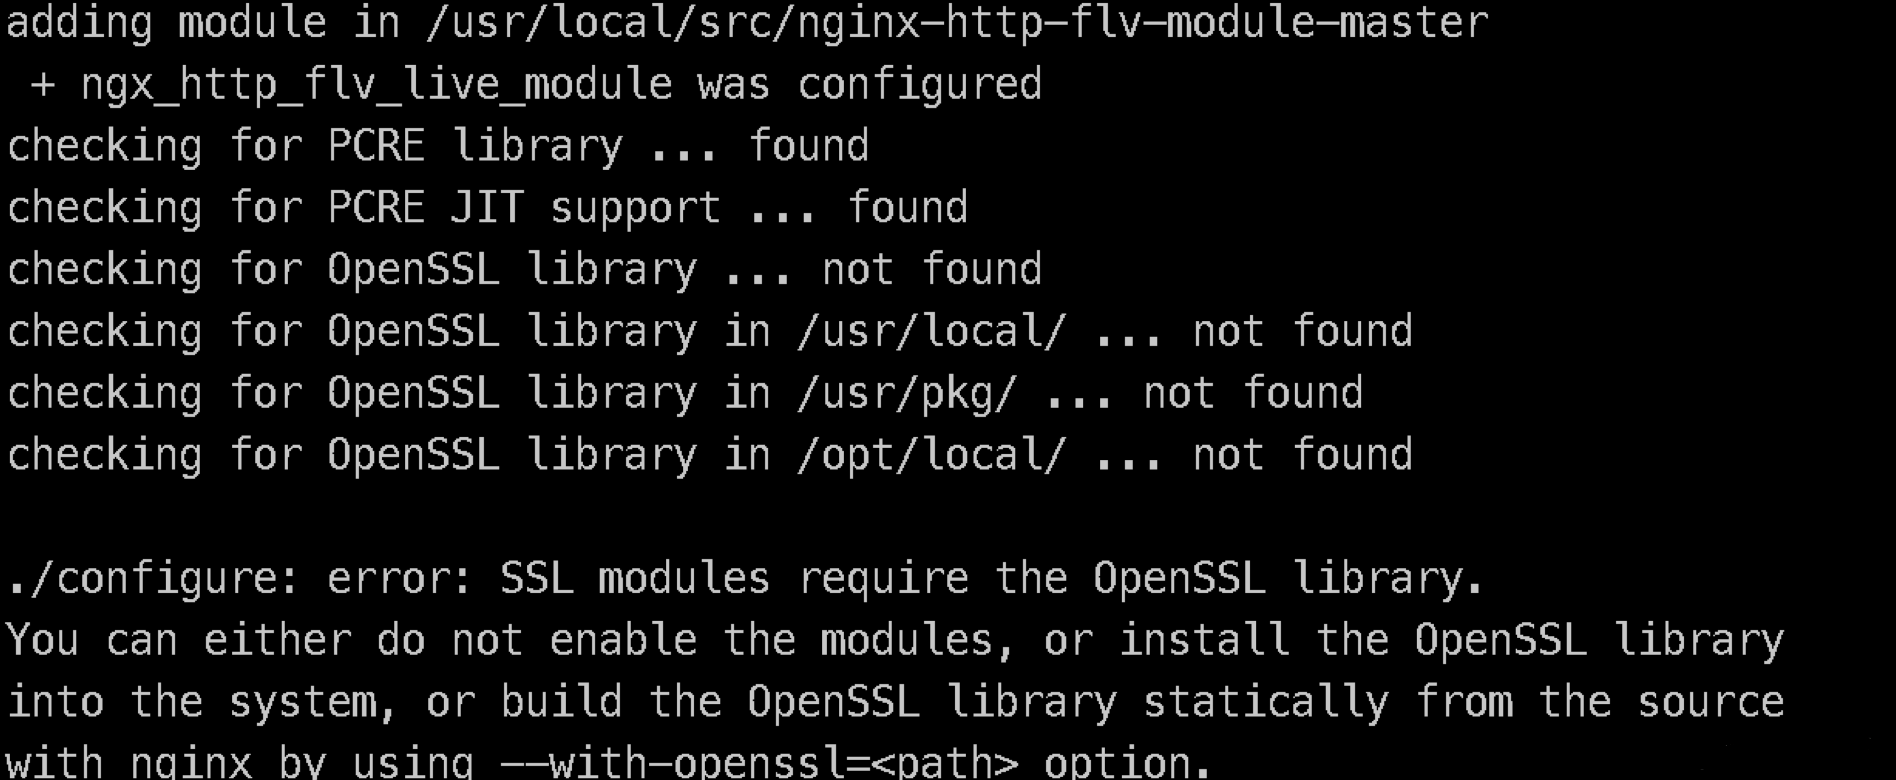 adding module in /usr/local/src/nginx-http-flv-module-master
 + ngx_http_flv_live_module was configured
checking for PCRE library ... found
checking for PCRE JIT support ... found
checking for OpenSSL library ... not found
checking for OpenSSL library in /usr/local/ ... not found
checking for OpenSSL library in /usr/pkg/ ... not found
checking for OpenSSL library in /opt/local/ ... not found

./configure: error: SSL modules require the OpenSSL library.
You can either do not enable the modules, or install the OpenSSL library
into the system, or build the OpenSSL library statically from the source
with nginx by using --with-openssl=<path> option.